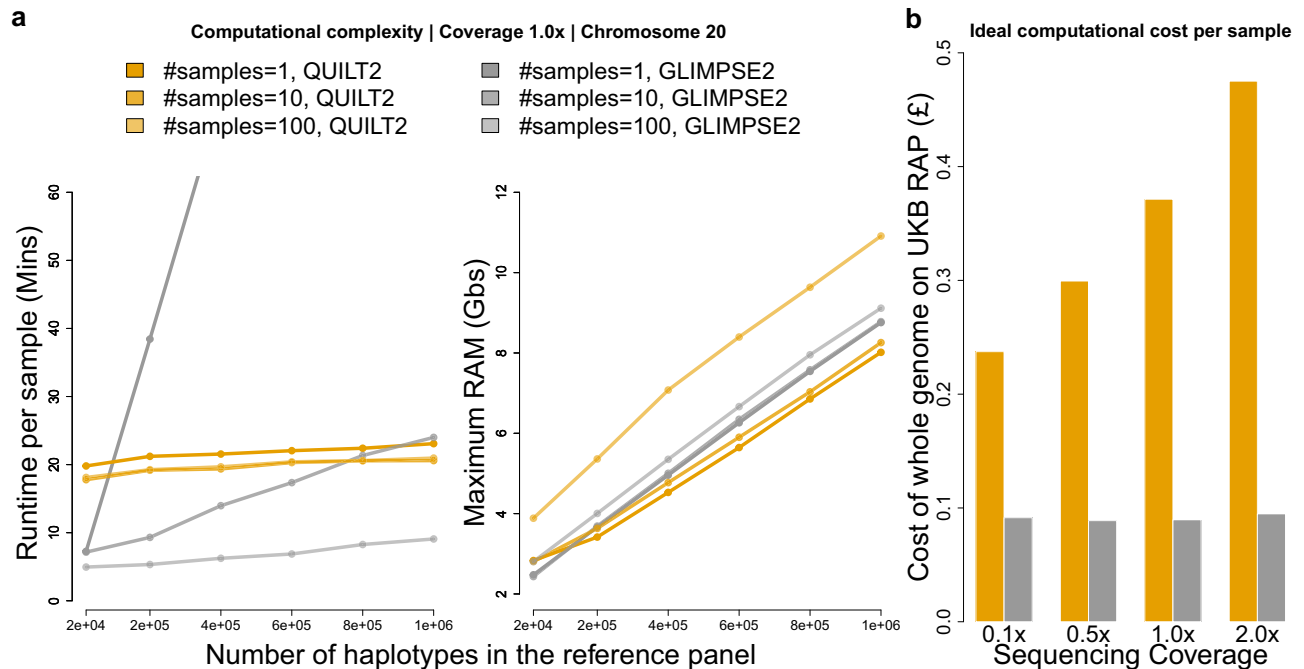 a
Computational complexity | Coverage 1.0x | Chromosome 20
#samples=1, QUILT2
#samples=10, QUILT2
#samples=100, QUILT2
#samples=1, GLIMPSE2
#samples=10, GLIMPSE2
#samples=100, GLIMPSE2
Runtime per sample (Mins)
60
50
40
30
20
10
0
2e+04
2e+05
4e+05
6e+05
8e+05
1e+06
Maximum RAM (Gbs)
12
10
8
6
4
2
2e+04
2e+05
4e+05
6e+05
8e+05
1e+06
Number of haplotypes in the reference panel
b
Ideal computational cost per sample
Cost of whole genome on UKB RAP (£)
0.5
0.4
0.3
0.2
0.1
0.0
0.1x
0.5x
1.0x
2.0x
Sequencing Coverage